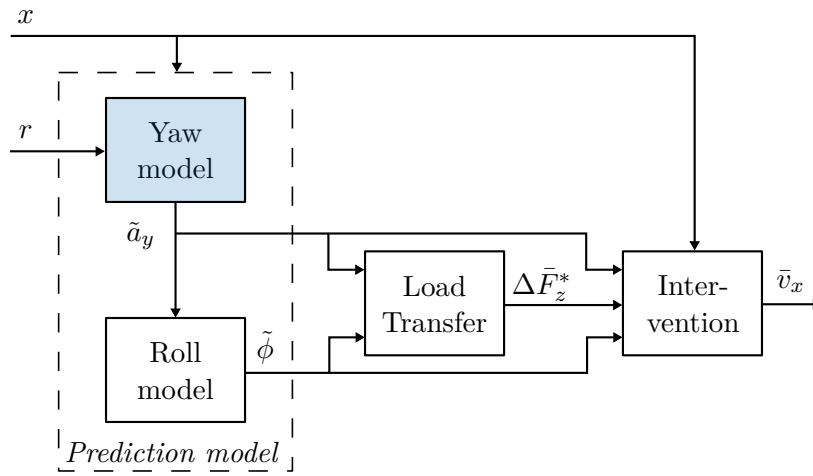 x
r
Yaw
model
ã_y
Load
Transfer
ΔF̄_z^*
Inter-
vention
v̄_x
Roll
model
ϕ̃
Prediction model